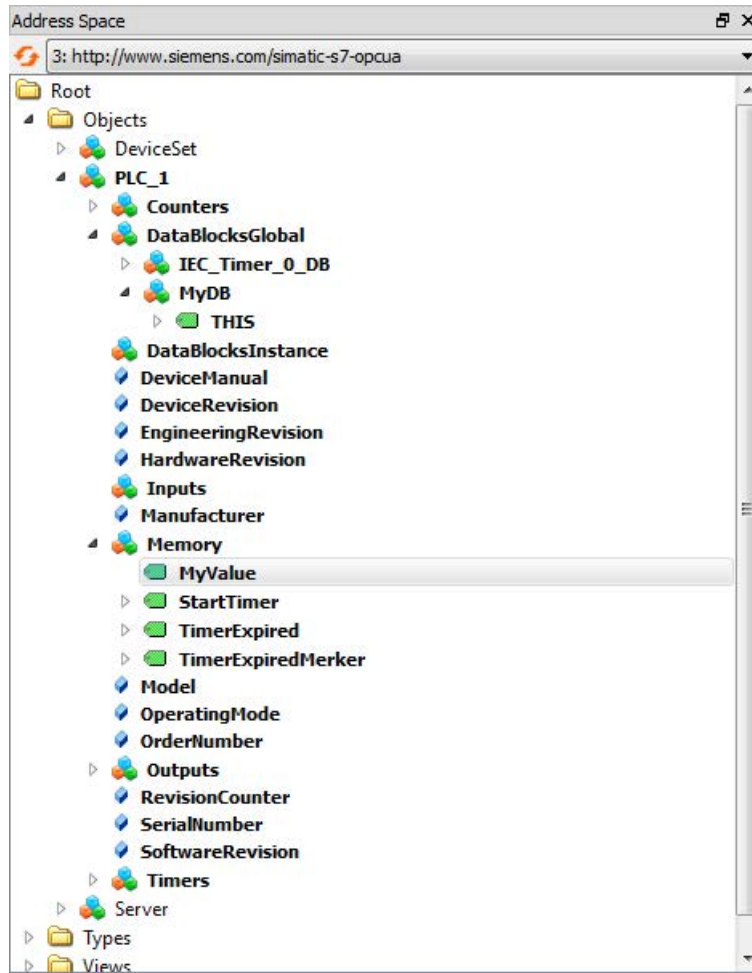 Address Space
3: http://www.siemens.com/simatic-s7-opcua
Root
Objects
DeviceSet
PLC_1
Counters
DataBlocksGlobal
IEC_Timer_0_DB
MyDB
THIS
DataBlocksInstance
DeviceManual
DeviceRevision
EngineeringRevision
HardwareRevision
Inputs
Manufacturer
Memory
MyValue
StartTimer
TimerExpired
TimerExpiredMerker
Model
OperatingMode
OrderNumber
Outputs
RevisionCounter
SerialNumber
SoftwareRevision
Timers
Server
Types
Views